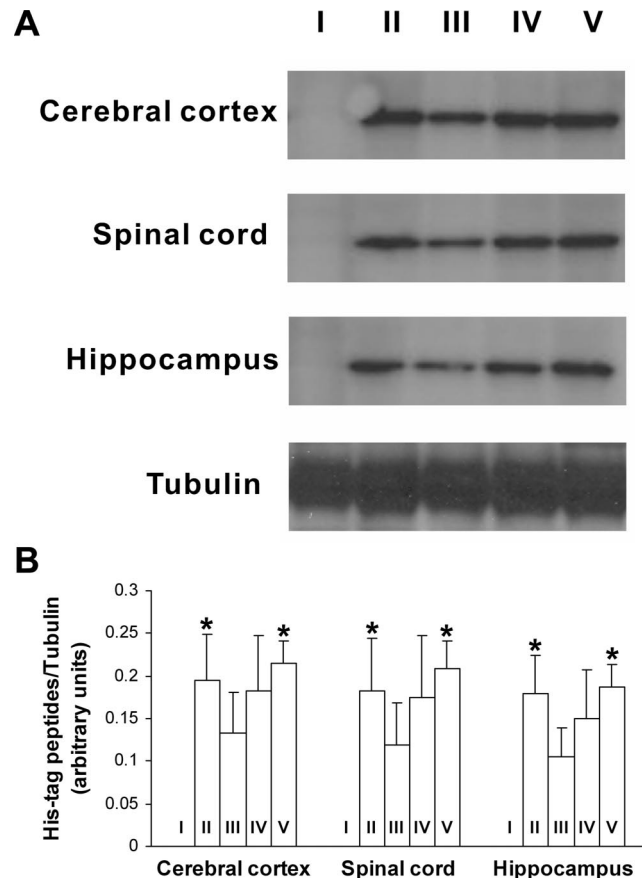 A
I II III IV V
Cerebral cortex
Spinal cord
Hippocampus
Tubulin
B
His-tag peptides/Tubulin
(arbitrary units)
0.3
0.25
0.2
0.15
0.1
0.05
0
* * * * * *
I II III IV V I II III IV V I II III IV V
Cerebral cortex Spinal cord Hippocampus